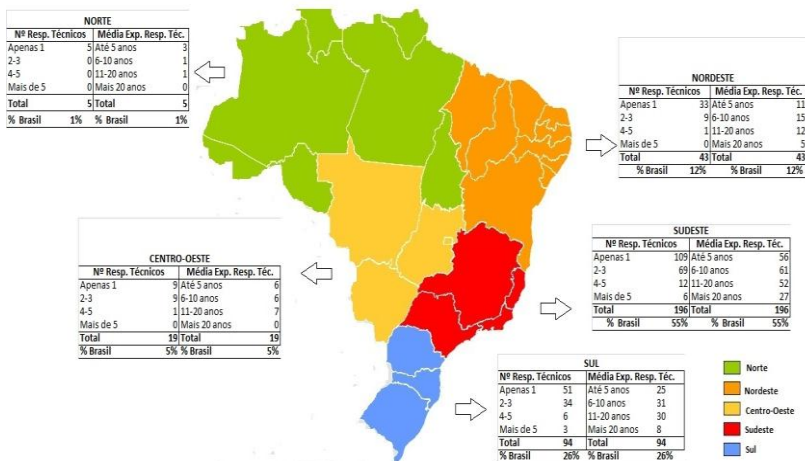 NORTE
Nº Resp. Técnicos Média Exp. Resp. Téc.
Apenas 1 5 Até 5 anos 3
2-3 0 6-10 anos 1
4-5 0 11-20 anos 1
Mais de 5 0 Mais 20 anos 0
Total 5 Total 5
% Brasil 1% % Brasil 1%
NORDESTE
Nº Resp. Técnicos Média Exp. Resp. Téc.
Apenas 1 33 Até 5 anos 11
2-3 9 6-10 anos 15
4-5 1 11-20 anos 12
Mais de 5 0 Mais 20 anos 5
Total 43 Total 43
% Brasil 12% % Brasil 12%
CENTRO-OESTE
Nº Resp. Técnicos Média Exp. Resp. Téc.
Apenas 1 9 Até 5 anos 6
2-3 9 6-10 anos 6
4-5 1 11-20 anos 7
Mais de 5 0 Mais 20 anos 0
Total 19 Total 19
% Brasil 5% % Brasil 5%
SUDESTE
Nº Resp. Técnicos Média Exp. Resp. Téc.
Apenas 1 109 Até 5 anos 56
2-3 69 6-10 anos 61
4-5 12 11-20 anos 52
Mais de 5 6 Mais 20 anos 27
Total 196 Total 196
% Brasil 55% % Brasil 55%
SUL
Nº Resp. Técnicos Média Exp. Resp. Téc.
Apenas 1 51 Até 5 anos 25
2-3 34 6-10 anos 31
4-5 6 11-20 anos 30
Mais de 5 3 Mais 20 anos 8
Total 94 Total 94
% Brasil 26% % Brasil 26%
Norte
Nordeste
Centro-Oeste
Sudeste
Sul